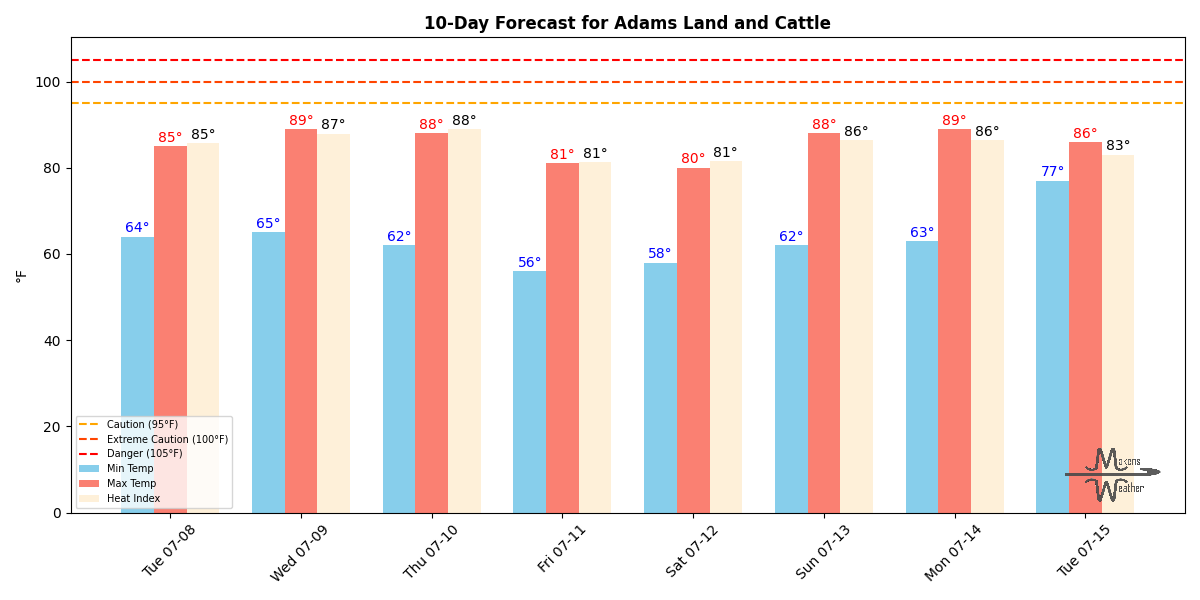 10-Day Forecast for Adams Land and Cattle
°F
100
80
60
40
20
0
64° 85° 85°
65° 89° 87°
62° 88° 88°
56° 81° 81°
58° 80° 81°
62° 88° 86°
63° 89° 86°
77° 86° 83°
Caution (95°F)
Extreme Caution (100°F)
Danger (105°F)
Min Temp
Max Temp
Heat Index
Tue 07-08
Wed 07-09
Thu 07-10
Fri 07-11
Sat 07-12
Sun 07-13
Mon 07-14
Tue 07-15